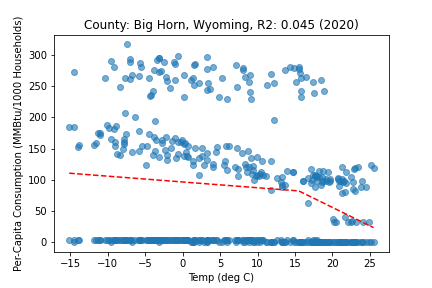 County: Big Horn, Wyoming, R2: 0.045 (2020)
Per-Capita Consumption (MMBtu/1000 Households)
300
250
200
150
100
50
0
−15 −10 −5 0 5 10 15 20 25
Temp (deg C)